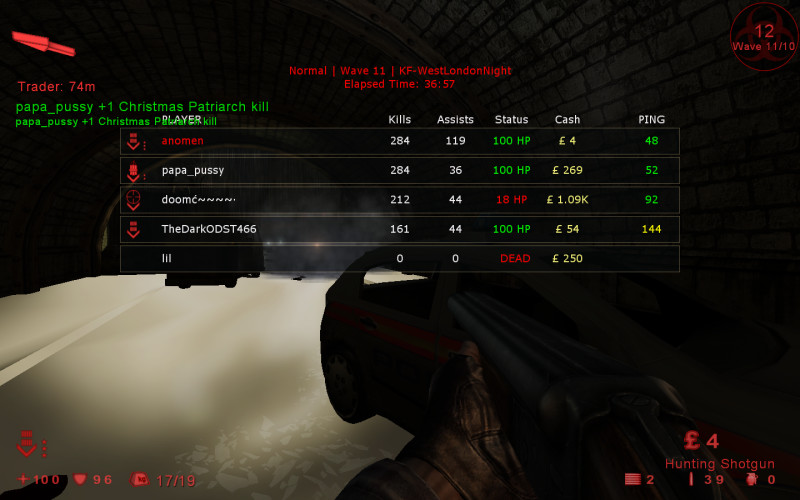 12
Wave 11/10
Normal | Wave 11 | KF-WestLondonNight
Elapsed Time: 36:57
Trader: 74m
papa_pussy +1 Christmas Patriarch kill
papa_pussy +1 Christmas Patriarch kill
PLAYER Kills Assists Status Cash PING
anomen 284 119 100 HP £ 4 48
papa_pussy 284 36 100 HP £ 269 52
doomć~~~~· 212 44 18 HP £ 1.09K 92
TheDarkODST466 161 44 100 HP £ 54 144
lil 0 0 DEAD £ 250
£ 4
Hunting Shotgun
+100 96 17/19 2 39 0